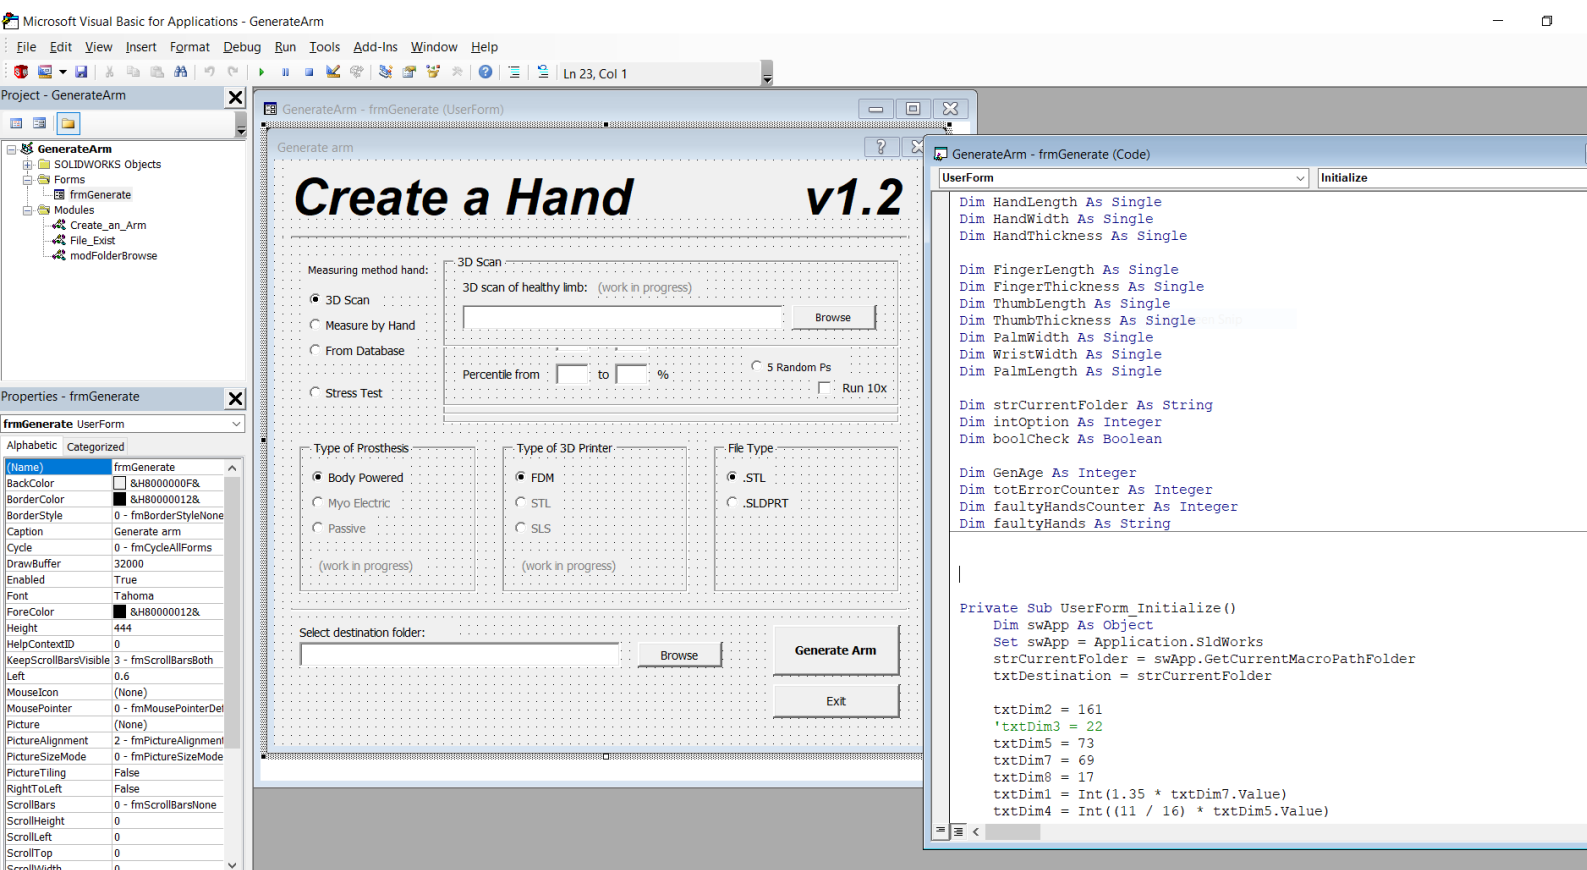 Microsoft Visual Basic for Applications - GenerateArm
File Edit View Insert Format Debug Run Tools Add-Ins Window Help
Ln 23, Col 1
Project - GenerateArm
GenerateArm
SOLIDWORKS Objects
Forms
frmGenerate
Modules
Create_an_Arm
File_Exist
modFolderBrowse
Properties - frmGenerate
frmGenerate UserForm
Alphabetic Categorized
(Name) frmGenerate
BackColor &H8000000F&
BorderColor &H80000012&
BorderStyle 0 - fmBorderStyleNone
Caption Generate arm
Cycle 0 - fmCycleAllForms
DrawBuffer 32000
Enabled True
Font Tahoma
ForeColor &H80000012&
Height 444
HelpContextID 0
KeepScrollBarsVisible 3 - fmScrollBarsBoth
Left 0.6
MouseIcon (None)
MousePointer 0 - fmMousePointerDef
Picture (None)
PictureAlignment 2 - fmPictureAlignment
PictureSizeMode 0 - fmPictureSizeMode
PictureTiling False
RightToLeft False
ScrollBars 0 - fmScrollBarsNone
ScrollHeight 0
ScrollLeft 0
ScrollTop 0
ScrollWidth 0
GenerateArm - frmGenerate (UserForm)
Generate arm
Create a Hand v1.2
Measuring method hand:
3D Scan
Measure by Hand
From Database
Stress Test
3D Scan
3D scan of healthy limb: (work in progress)
Browse
Percentile from to %
5 Random Ps
Run 10x
Type of Prosthesis
Body Powered
Myo Electric
Passive
(work in progress)
Type of 3D Printer
FDM
STL
SLS
(work in progress)
File Type
.STL
.SLDPRT
Select destination folder:
Browse
Generate Arm
Exit
GenerateArm - frmGenerate (Code)
UserForm Initialize
Dim HandLength As Single
Dim HandWidth As Single
Dim HandThickness As Single
Dim FingerLength As Single
Dim FingerThickness As Single
Dim ThumbLength As Single
Dim ThumbThickness As Single
Dim PalmWidth As Single
Dim WristWidth As Single
Dim PalmLength As Single
Dim strCurrentFolder As String
Dim intOption As Integer
Dim boolCheck As Boolean
Dim GenAge As Integer
Dim totErrorCounter As Integer
Dim faultyHandsCounter As Integer
Dim faultyHands As String
Private Sub UserForm_Initialize()
Dim swApp As Object
Set swApp = Application.SldWorks
strCurrentFolder = swApp.GetCurrentMacroPathFolder
txtDestination = strCurrentFolder
txtDim2 = 161
'txtDim3 = 22
txtDim5 = 73
txtDim7 = 69
txtDim8 = 17
txtDim1 = Int(1.35 * txtDim7.Value)
txtDim4 = Int((11 / 16) * txtDim5.Value)